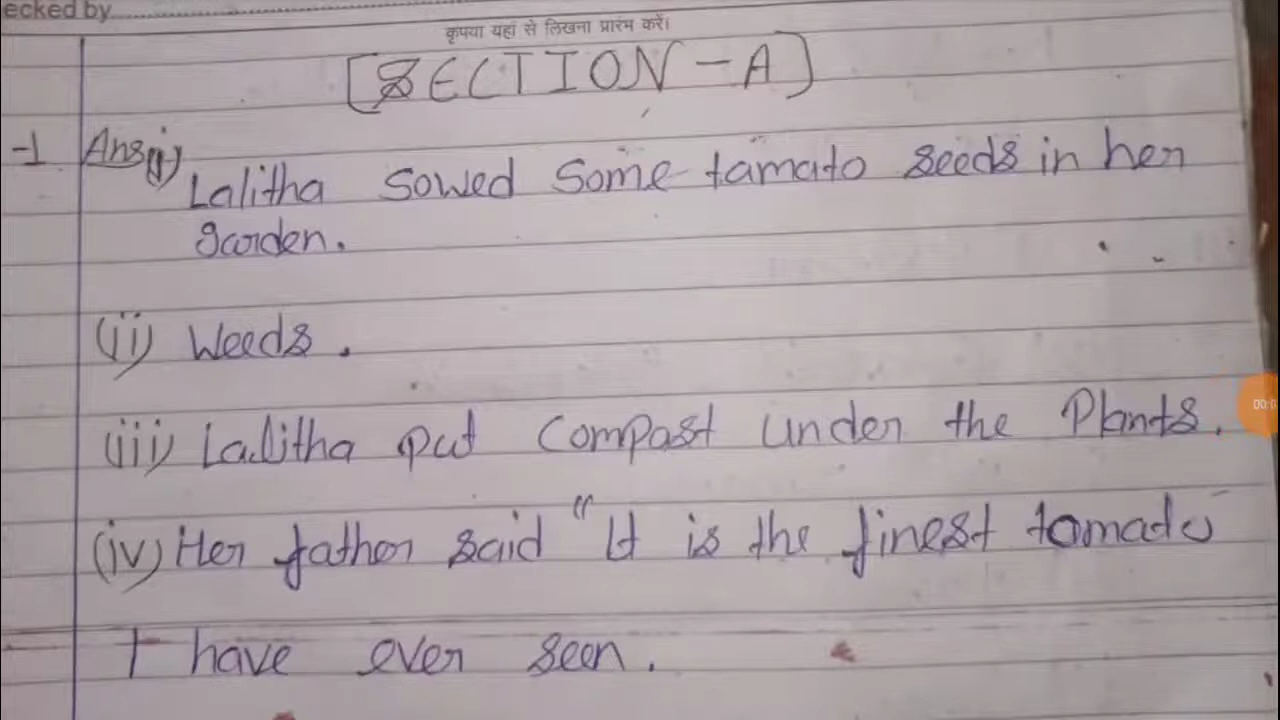 ecked by
कृपया यहां से लिखना प्रारंभ करें।
[SECTION - A]
-1 Ans (i) Lalitha sowed some tamato seeds in her
garden.
(ii) Weeds.
(iii) Lalitha put compast under the Plants.
(iv) Her father said "It is the finest tomato
I have ever seen.